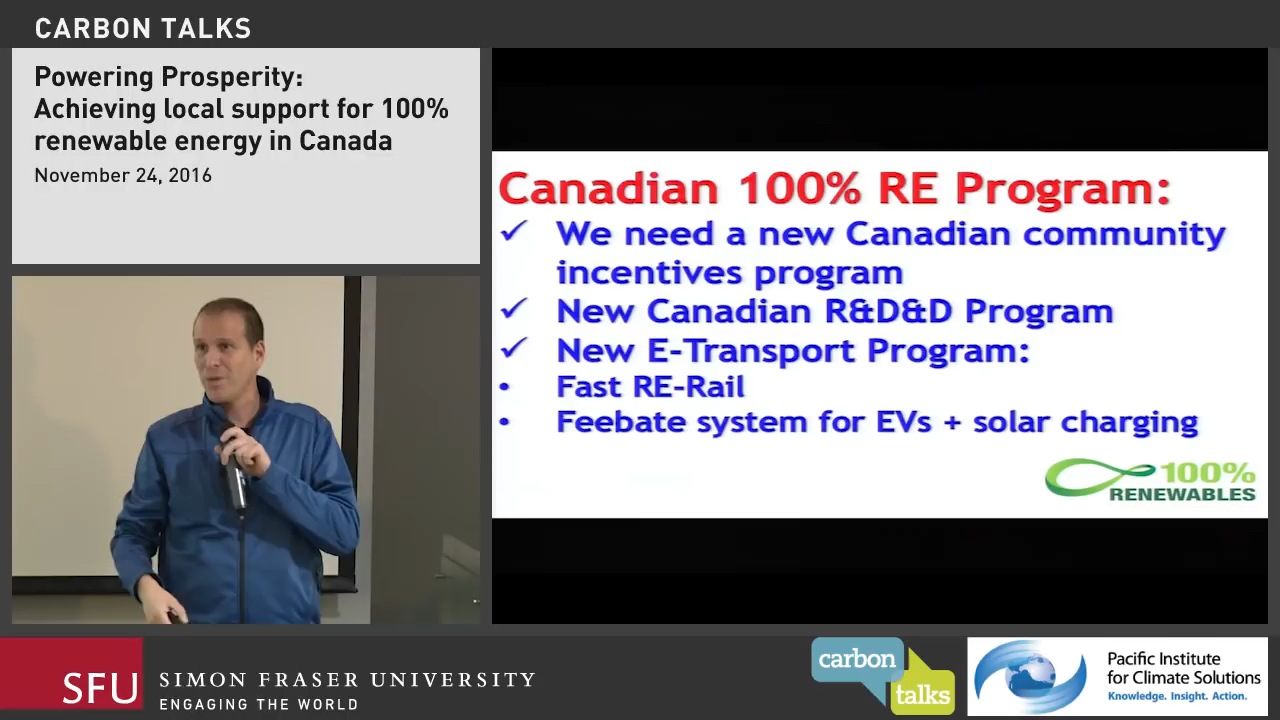 CARBON TALKS
Powering Prosperity:
Achieving local support for 100%
renewable energy in Canada
November 24, 2016
Canadian 100% RE Program:
✓ We need a new Canadian community
incentives program
✓ New Canadian R&D&D Program
✓ New E-Transport Program:
• Fast RE-Rail
• Feebate system for EVs + solar charging
100%
RENEWABLES
SFU SIMON FRASER UNIVERSITY
ENGAGING THE WORLD
carbon
talks
Pacific Institute
for Climate Solutions
Knowledge. Insight. Action.